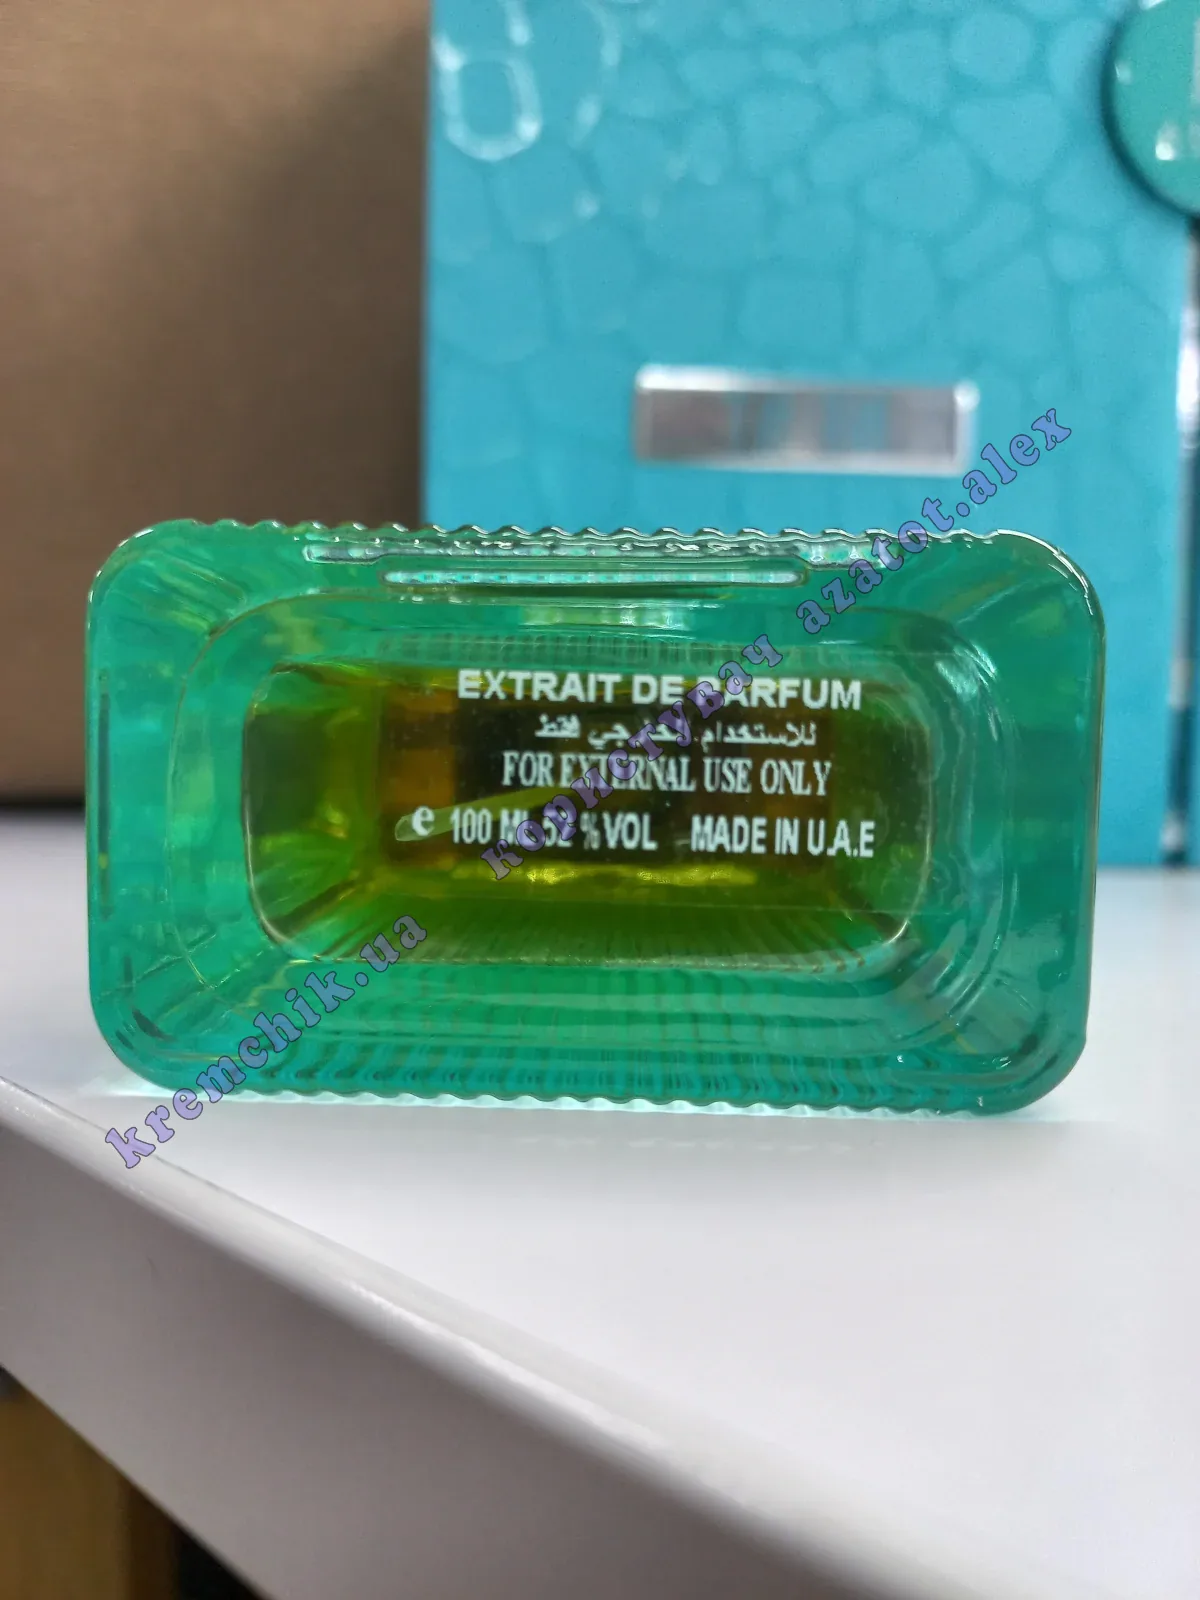 EXTRAIT DE PARFUM
للاستخدام الخارجي فقط
FOR EXTERNAL USE ONLY
e 100 ML 52 % VOL MADE IN U.A.E
користувач azatot.alex
kremchik.ua